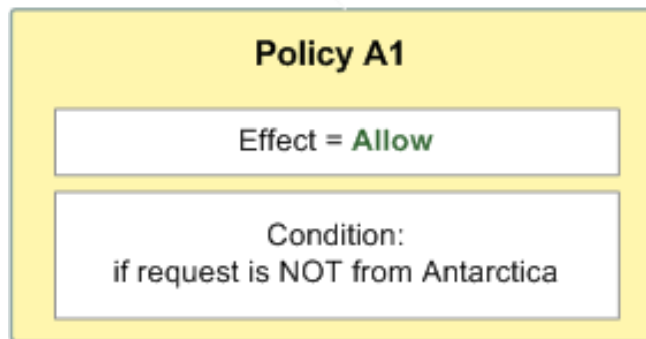 Policy A1
Effect = Allow
Condition:
if request is NOT from Antarctica